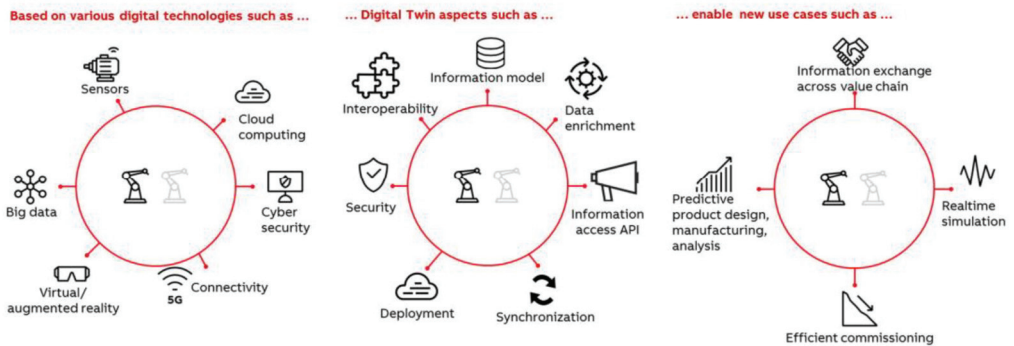 Based on various digital technologies such as ...
Sensors
Cloud
computing
Big data
Cyber
security
Virtual/
augmented reality
5G
Connectivity
... Digital Twin aspects such as ...
Information model
Interoperability
Data
enrichment
Security
Information
access API
Deployment
Synchronization
... enable new use cases such as ...
Information exchange
across value chain
Predictive
product design,
manufacturing,
analysis
Realtime
simulation
Efficient commissioning